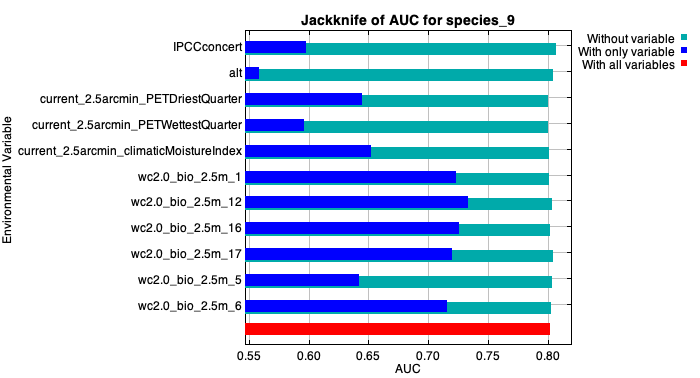 Jackknife of AUC for species_9
Without variable
With only variable
With all variables
Environmental Variable
IPCCconcert
alt
current_2.5arcmin_PETDriestQuarter
current_2.5arcmin_PETWettestQuarter
current_2.5arcmin_climaticMoistureIndex
wc2.0_bio_2.5m_1
wc2.0_bio_2.5m_12
wc2.0_bio_2.5m_16
wc2.0_bio_2.5m_17
wc2.0_bio_2.5m_5
wc2.0_bio_2.5m_6
0.55 0.60 0.65 0.70 0.75 0.80
AUC